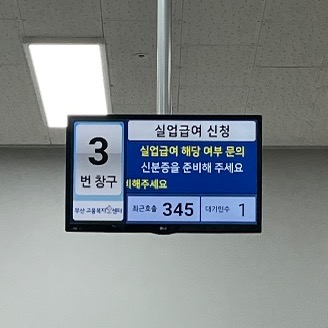 실업급여 신청
3
번 창구
실업급여 해당 여부 문의
신분증을 준비해 주세요
비해주세요
부산고용복지+센터
최근호출 345
대기인수 1
LG